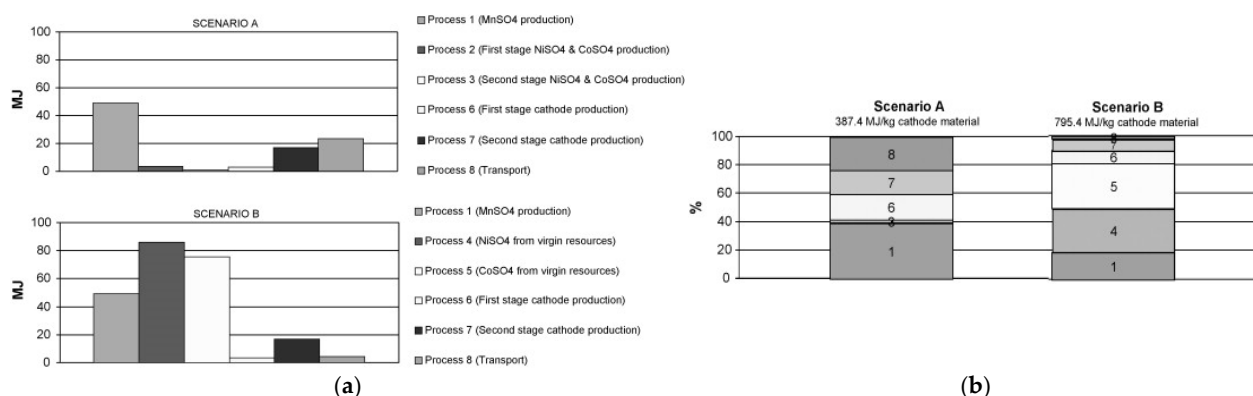 SCENARIO A
100
80
60
40
20
0
MJ
Process 1 (MnSO4 production)
Process 2 (First stage NiSO4 & CoSO4 production)
Process 3 (Second stage NiSO4 & CoSO4 production)
Process 6 (First stage cathode production)
Process 7 (Second stage cathode production)
Process 8 (Transport)
SCENARIO B
100
80
60
40
20
0
MJ
Process 1 (MnSO4 production)
Process 4 (NiSO4 from virgin resources)
Process 5 (CoSO4 from virgin resources)
Process 6 (First stage cathode production)
Process 7 (Second stage cathode production)
Process 8 (Transport)
(a)
Scenario A
387.4 MJ/kg cathode material
Scenario B
795.4 MJ/kg cathode material
100
80
60
40
20
0
%
8
7
6
3
1
8
7
6
5
4
1
(b)